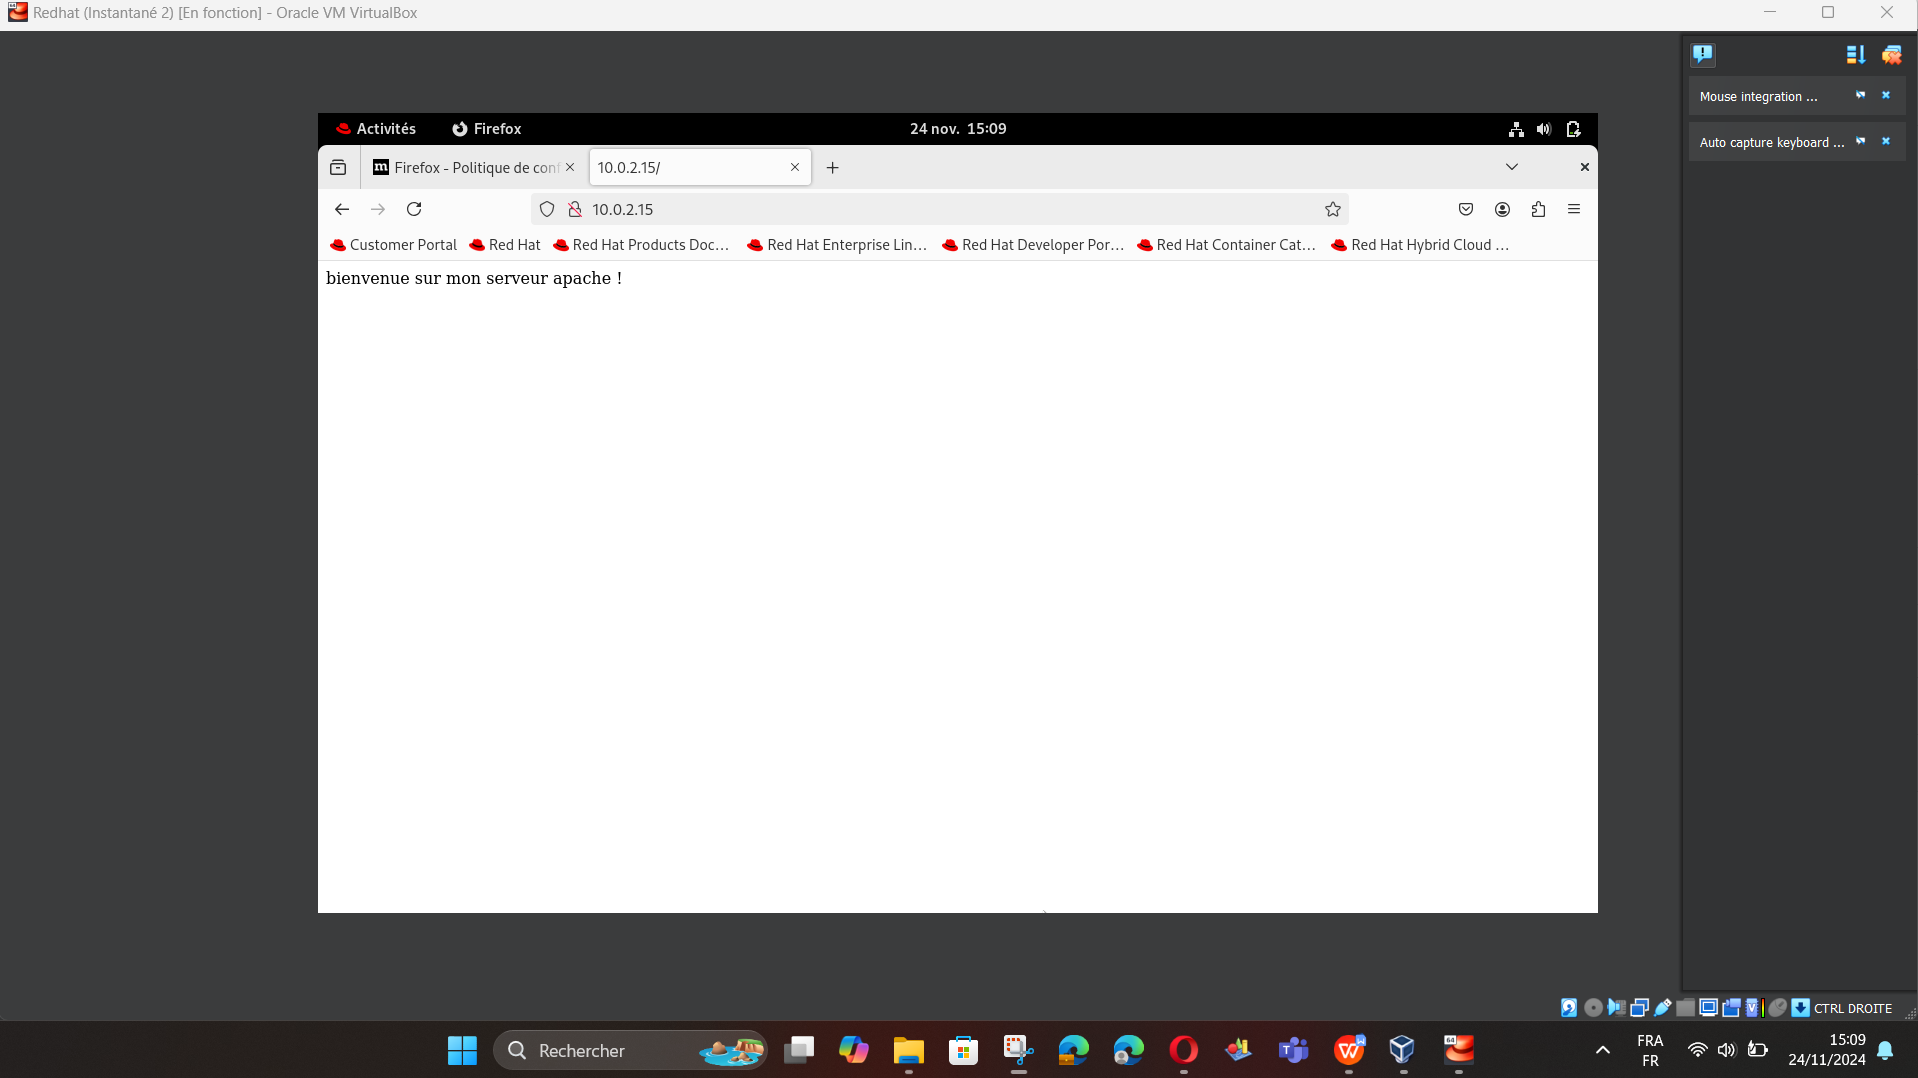 Redhat (Instantané 2) [En fonction] - Oracle VM VirtualBox
Mouse integration ...
Auto capture keyboard ...
Activités Firefox 24 nov. 15:09
Firefox - Politique de conf 10.0.2.15/
10.0.2.15
Customer Portal Red Hat Red Hat Products Doc... Red Hat Enterprise Lin... Red Hat Developer Por... Red Hat Container Cat... Red Hat Hybrid Cloud ...
bienvenue sur mon serveur apache !
CTRL DROITE
Rechercher
FRA
FR
15:09
24/11/2024